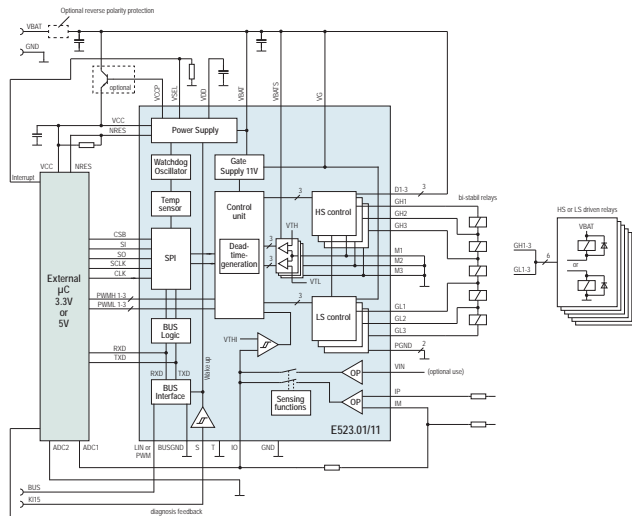 Optional reverse polarity protection
VBAT
GND
optional
VCCP
VSEL
VDD
VBAT
VBATS
VG
VCC
NRES
Power Supply
Interrupt
VCC
NRES
Watchdog
Oscillator
Gate
Supply 11V
D1-3
3
bi-stabil relays
HS or LS driven relays
Temp
sensor
Control
unit
3
HS control
GH1
GH2
GH3
VBAT
CSB
SI
SO
SCLK
CLK
SPI
Dead-
time-
generation
3
3
VTH
VTL
M1
M2
M3
GH1-3
GL1-3
6
or
External
µC
3.3V
or
5V
PWMH 1-3
PWML 1-3
3
LS control
GL1
GL2
GL3
PGND
2
BUS
Logic
VTHI
RXD
TXD
RXD
TXD
Wake up
BUS
Interface
Sensing
functions
OP
OP
VIN
(optional use)
IP
IM
E523.01/11
ADC2
ADC1
LIN or
PWM
BUSGND
S
T
IO
GND
BUS
Kl15
diagnosis feedback